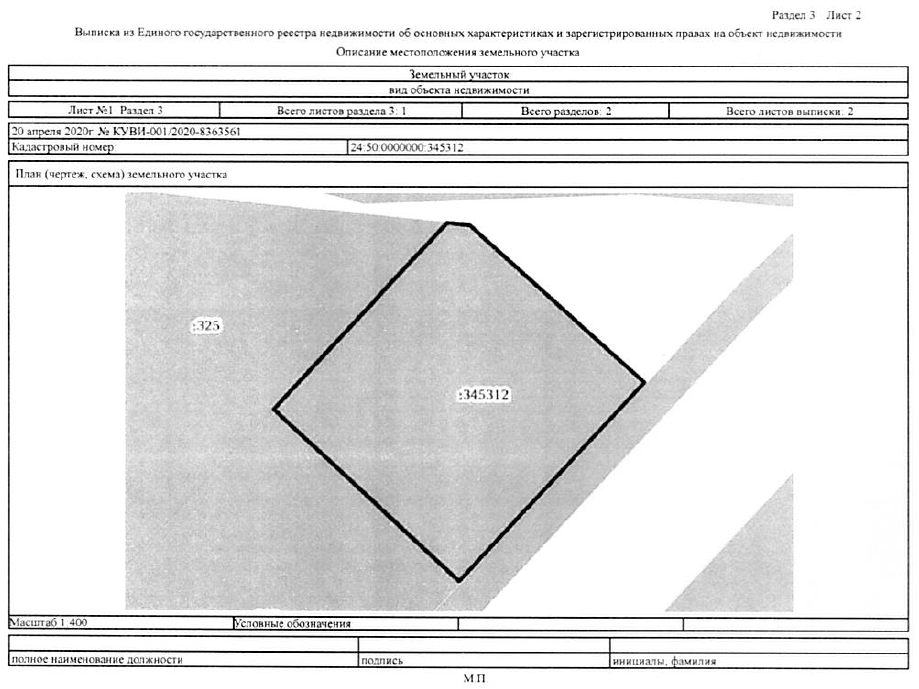 Раздел 3 Лист 2
Выписка из Единого государственного реестра недвижимости об основных характеристиках и зарегистрированных правах на объект недвижимости
Описание местоположения земельного участка
Земельный участок
вид объекта недвижимости
Лист №1 Раздел 3 Всего листов раздела 3: 1 Всего разделов: 2 Всего листов выписки: 2
20 апреля 2020г. № КУВИ-001/2020-8363561
Кадастровый номер: 24:50:0000000:345312
План (чертеж, схема) земельного участка
:325
:345312
Масштаб 1:400 Условные обозначения
полное наименование должности подпись инициалы, фамилия
М.П.